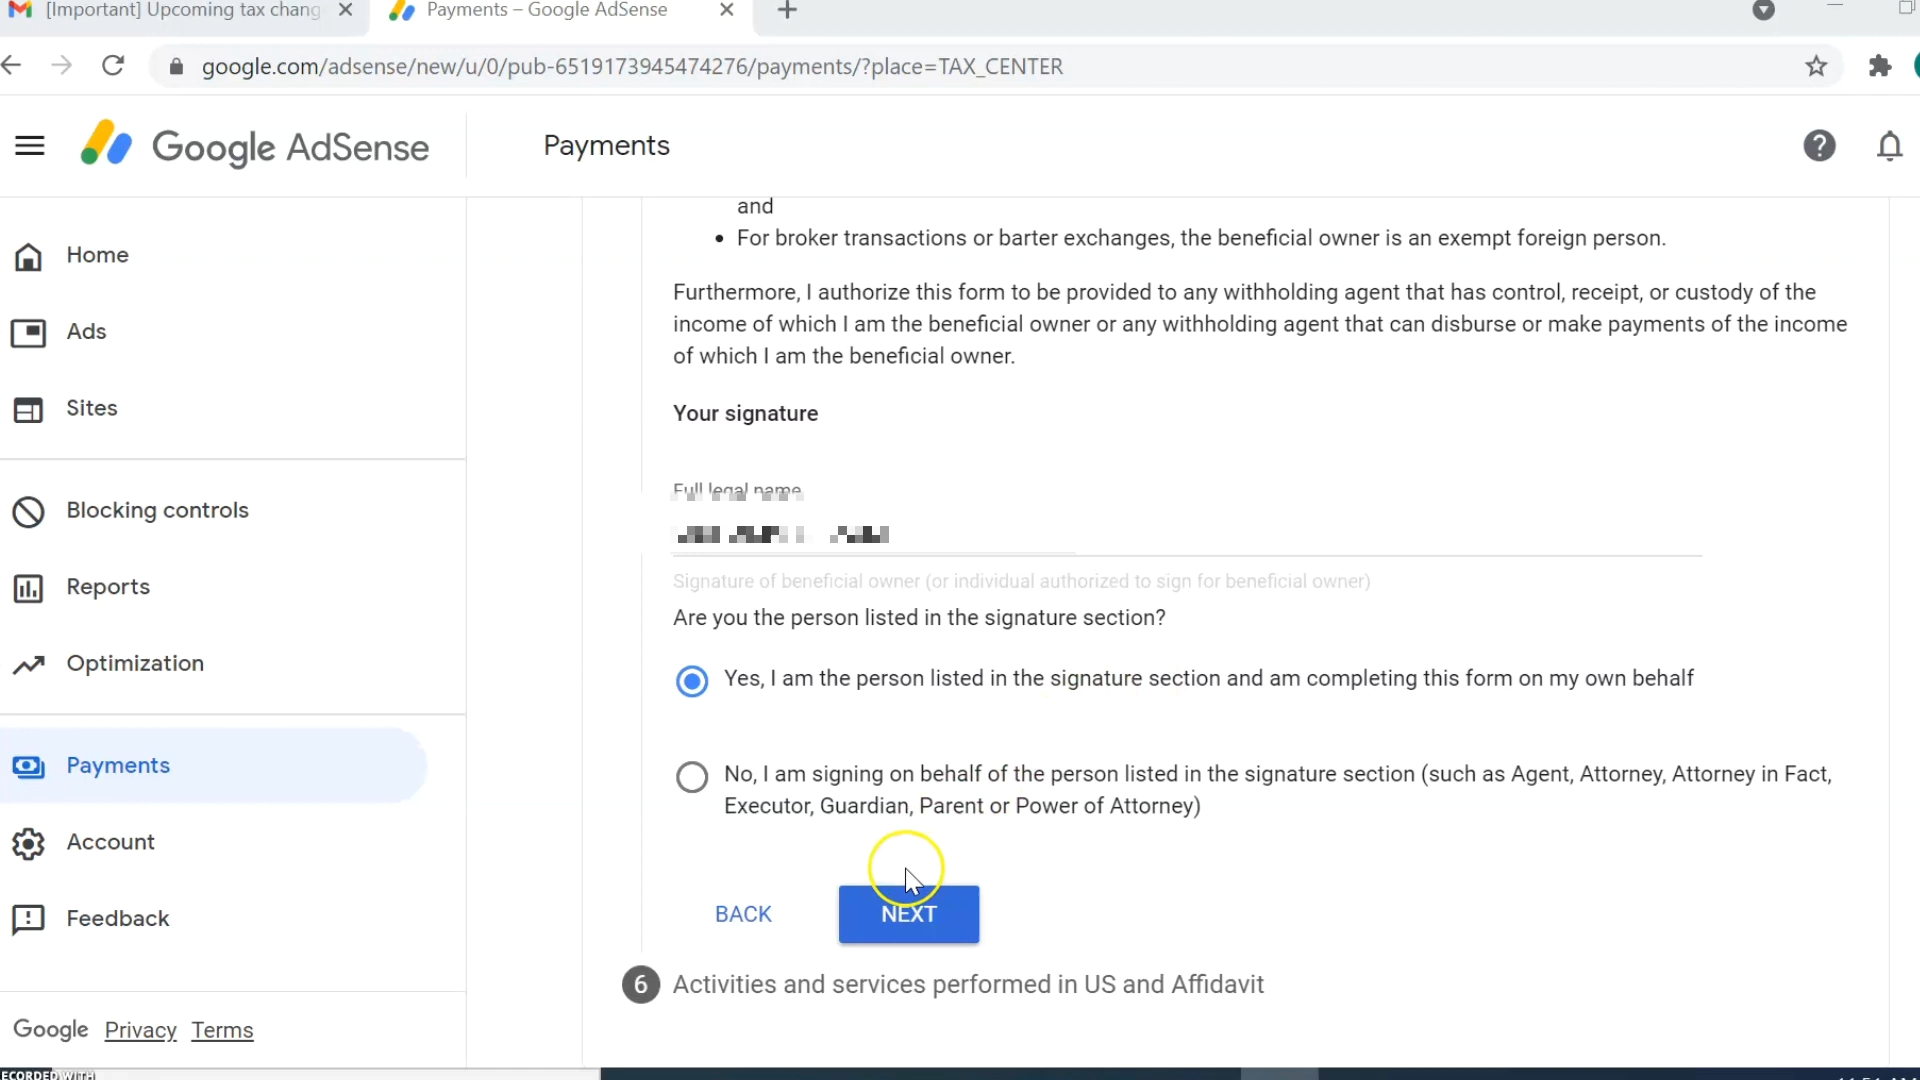 [Important] Upcoming tax chang
Payments – Google AdSense
google.com/adsense/new/u/0/pub-6519173945474276/payments/?place=TAX_CENTER
Google AdSense
Payments
Home
Ads
Sites
Blocking controls
Reports
Optimization
Payments
Account
Feedback
Google Privacy Terms
and
• For broker transactions or barter exchanges, the beneficial owner is an exempt foreign person.
Furthermore, I authorize this form to be provided to any withholding agent that has control, receipt, or custody of the
income of which I am the beneficial owner or any withholding agent that can disburse or make payments of the income
of which I am the beneficial owner.
Your signature
Full legal name
Signature of beneficial owner (or individual authorized to sign for beneficial owner)
Are you the person listed in the signature section?
Yes, I am the person listed in the signature section and am completing this form on my own behalf
No, I am signing on behalf of the person listed in the signature section (such as Agent, Attorney, Attorney in Fact,
Executor, Guardian, Parent or Power of Attorney)
BACK
NEXT
6 Activities and services performed in US and Affidavit
ECORDED WITH